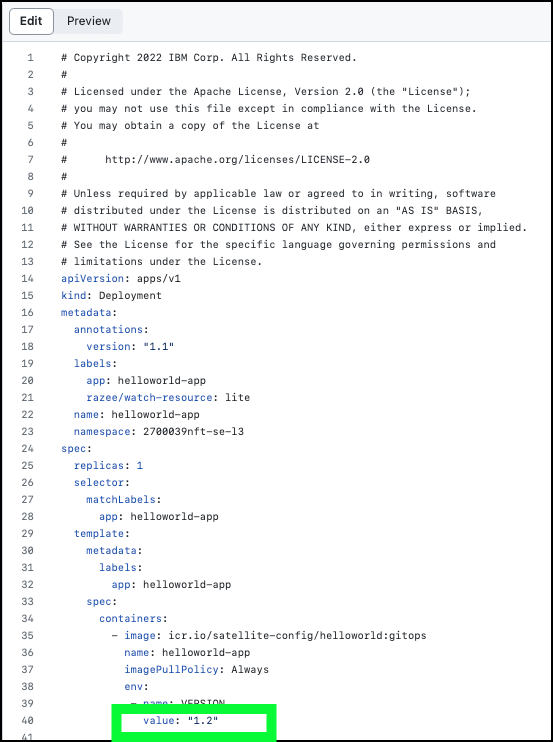 Edit Preview
1 # Copyright 2022 IBM Corp. All Rights Reserved.
2 #
3 # Licensed under the Apache License, Version 2.0 (the "License");
4 # you may not use this file except in compliance with the License.
5 # You may obtain a copy of the License at
6 #
7 #      http://www.apache.org/licenses/LICENSE-2.0
8 #
9 # Unless required by applicable law or agreed to in writing, software
10 # distributed under the License is distributed on an "AS IS" BASIS,
11 # WITHOUT WARRANTIES OR CONDITIONS OF ANY KIND, either express or implied.
12 # See the License for the specific language governing permissions and
13 # limitations under the License.
14 apiVersion: apps/v1
15 kind: Deployment
16 metadata:
17   annotations:
18     version: "1.1"
19   labels:
20     app: helloworld-app
21     razee/watch-resource: lite
22   name: helloworld-app
23   namespace: 2700039nft-se-l3
24 spec:
25   replicas: 1
26   selector:
27     matchLabels:
28       app: helloworld-app
29   template:
30     metadata:
31       labels:
32         app: helloworld-app
33     spec:
34       containers:
35         - image: icr.io/satellite-config/helloworld:gitops
36           name: helloworld-app
37           imagePullPolicy: Always
38           env:
39            - name: VERSION
40              value: "1.2"
41